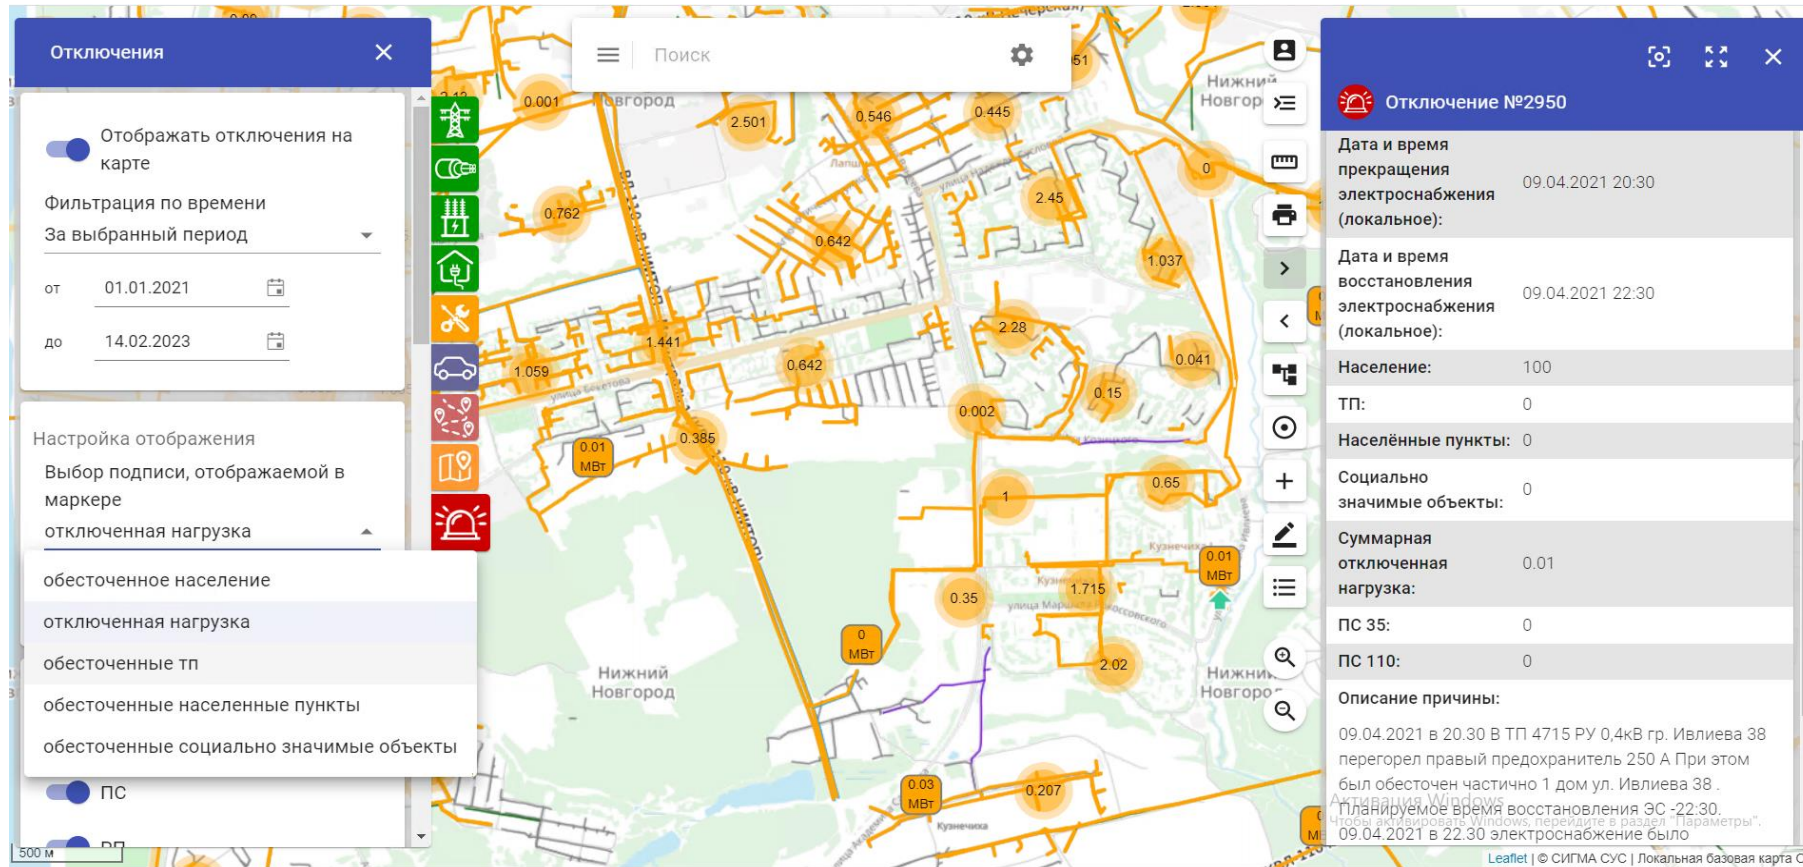 Отключения
Отображать отключения на
карте
Фильтрация по времени
За выбранный период
от 01.01.2021
до 14.02.2023
Настройка отображения
Выбор подписи, отображаемой в
маркере
отключенная нагрузка
обесточенное население
отключенная нагрузка
обесточенные тп
обесточенные населенные пункты
обесточенные социально значимые объекты
ПС
РП
500 м
Поиск
0.001
2.501
0.546
0.445
0
0.762
0.642
2.45
1.037
1.441
2.28
0.041
1.059
0.642
0.15
улица Бекетова
0.002
0.385
0.01
МВт
1
0.65
0.01
МВт
0.35
1.715
0
МВт
2.02
Нижний
Новгород
0.03
МВт
0.207
Кузнечиха
Отключение №2950
Дата и время
прекращения
электроснабжения
(локальное):
09.04.2021 20:30
Дата и время
восстановления
электроснабжения
(локальное):
09.04.2021 22:30
Население: 100
ТП: 0
Населённые пункты: 0
Социально
значимые объекты:
0
Суммарная
отключенная
нагрузка:
0.01
ПС 35: 0
ПС 110: 0
Описание причины:
09.04.2021 в 20.30 В ТП 4715 РУ 0,4кВ гр. Ивлиева 38
перегорел правый предохранитель 250 А При этом
был обесточен частично 1 дом ул. Ивлиева 38 .
Планируемое время восстановления ЭС -22:30.
09.04.2021 в 22.30 электроснабжение было
Активация Windows
Чтобы активировать Windows, перейдите в раздел "Параметры".
Leaflet | © СИГМА СУС | Локальная базовая карта